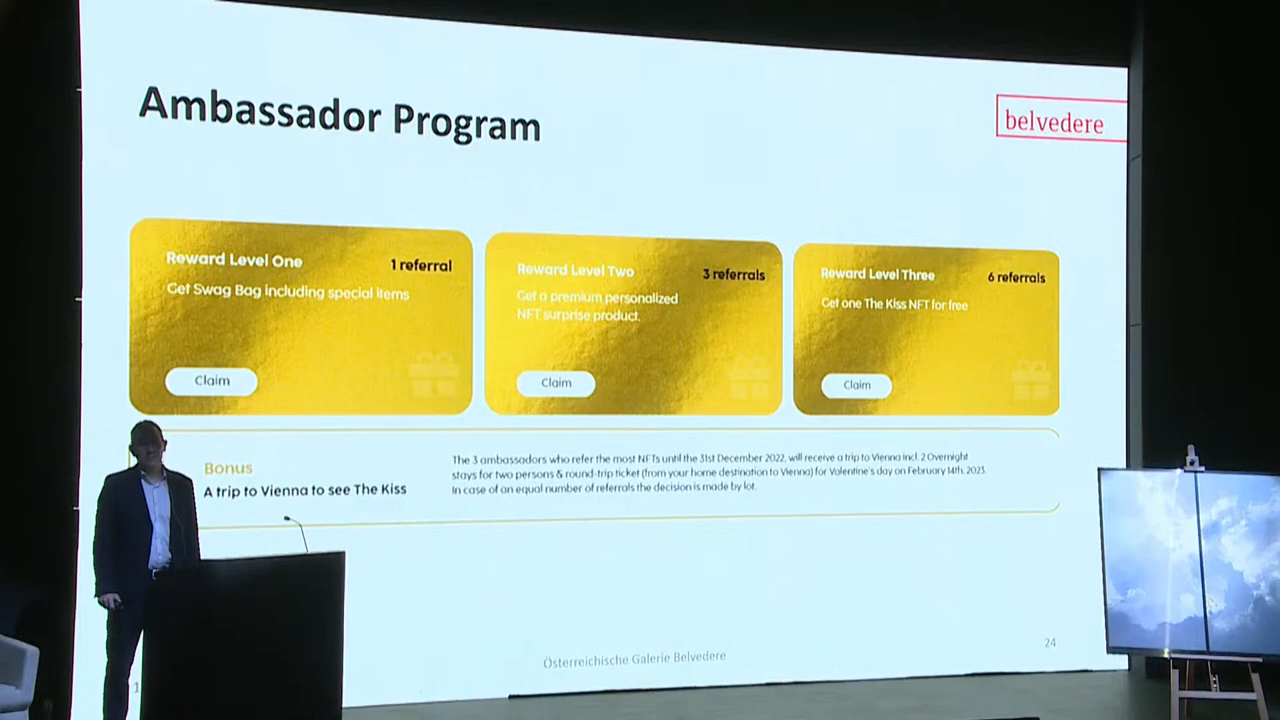 Ambassador Program
belvedere
Reward Level One
1 referral
Get Swag Bag including special items
Claim
Reward Level Two
3 referrals
Get a premium personalized
NFT surprise product.
Claim
Reward Level Three
6 referrals
Get one The Kiss NFT for free
Claim
Bonus
A trip to Vienna to see The Kiss
The 3 ambassadors who refer the most NFTs until the 31st December 2022, will receive a trip to Vienna incl. 2 Overnight
stays for two persons & round-trip ticket (from your home destination to Vienna) for Valentine's day on February 14th, 2023.
In case of an equal number of referrals the decision is made by lot.
Österreichische Galerie Belvedere
24